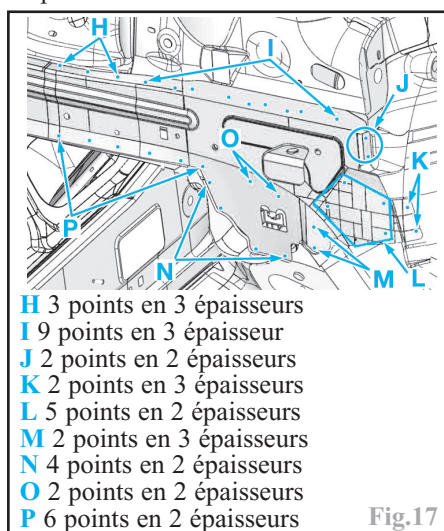 H
I
J
O
K
P
N
M
L
H 3 points en 3 épaisseurs
I 9 points en 3 épaisseur
J 2 points en 2 épaisseurs
K 2 points en 3 épaisseurs
L 5 points en 2 épaisseurs
M 2 points en 3 épaisseurs
N 4 points en 2 épaisseurs
O 2 points en 2 épaisseurs
P 6 points en 2 épaisseurs
Fig.17